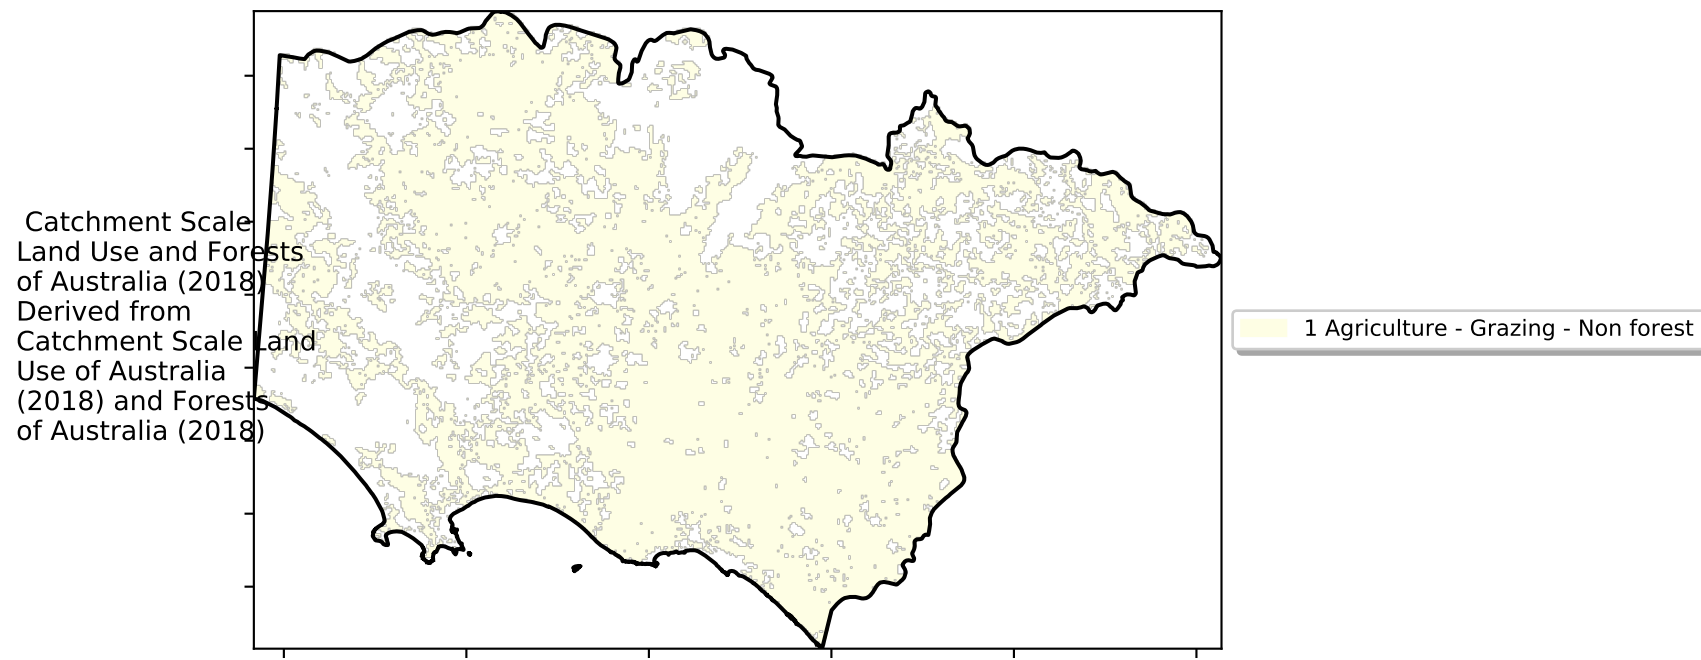 Catchment Scale
Land Use and Forests
of Australia (2018)
Derived from
Catchment Scale Land
Use of Australia
(2018) and Forests
of Australia (2018)
1 Agriculture - Grazing - Non forest